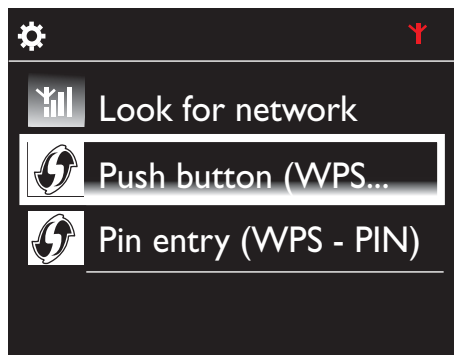 Look for network
Push button (WPS...
Pin entry (WPS - PIN)